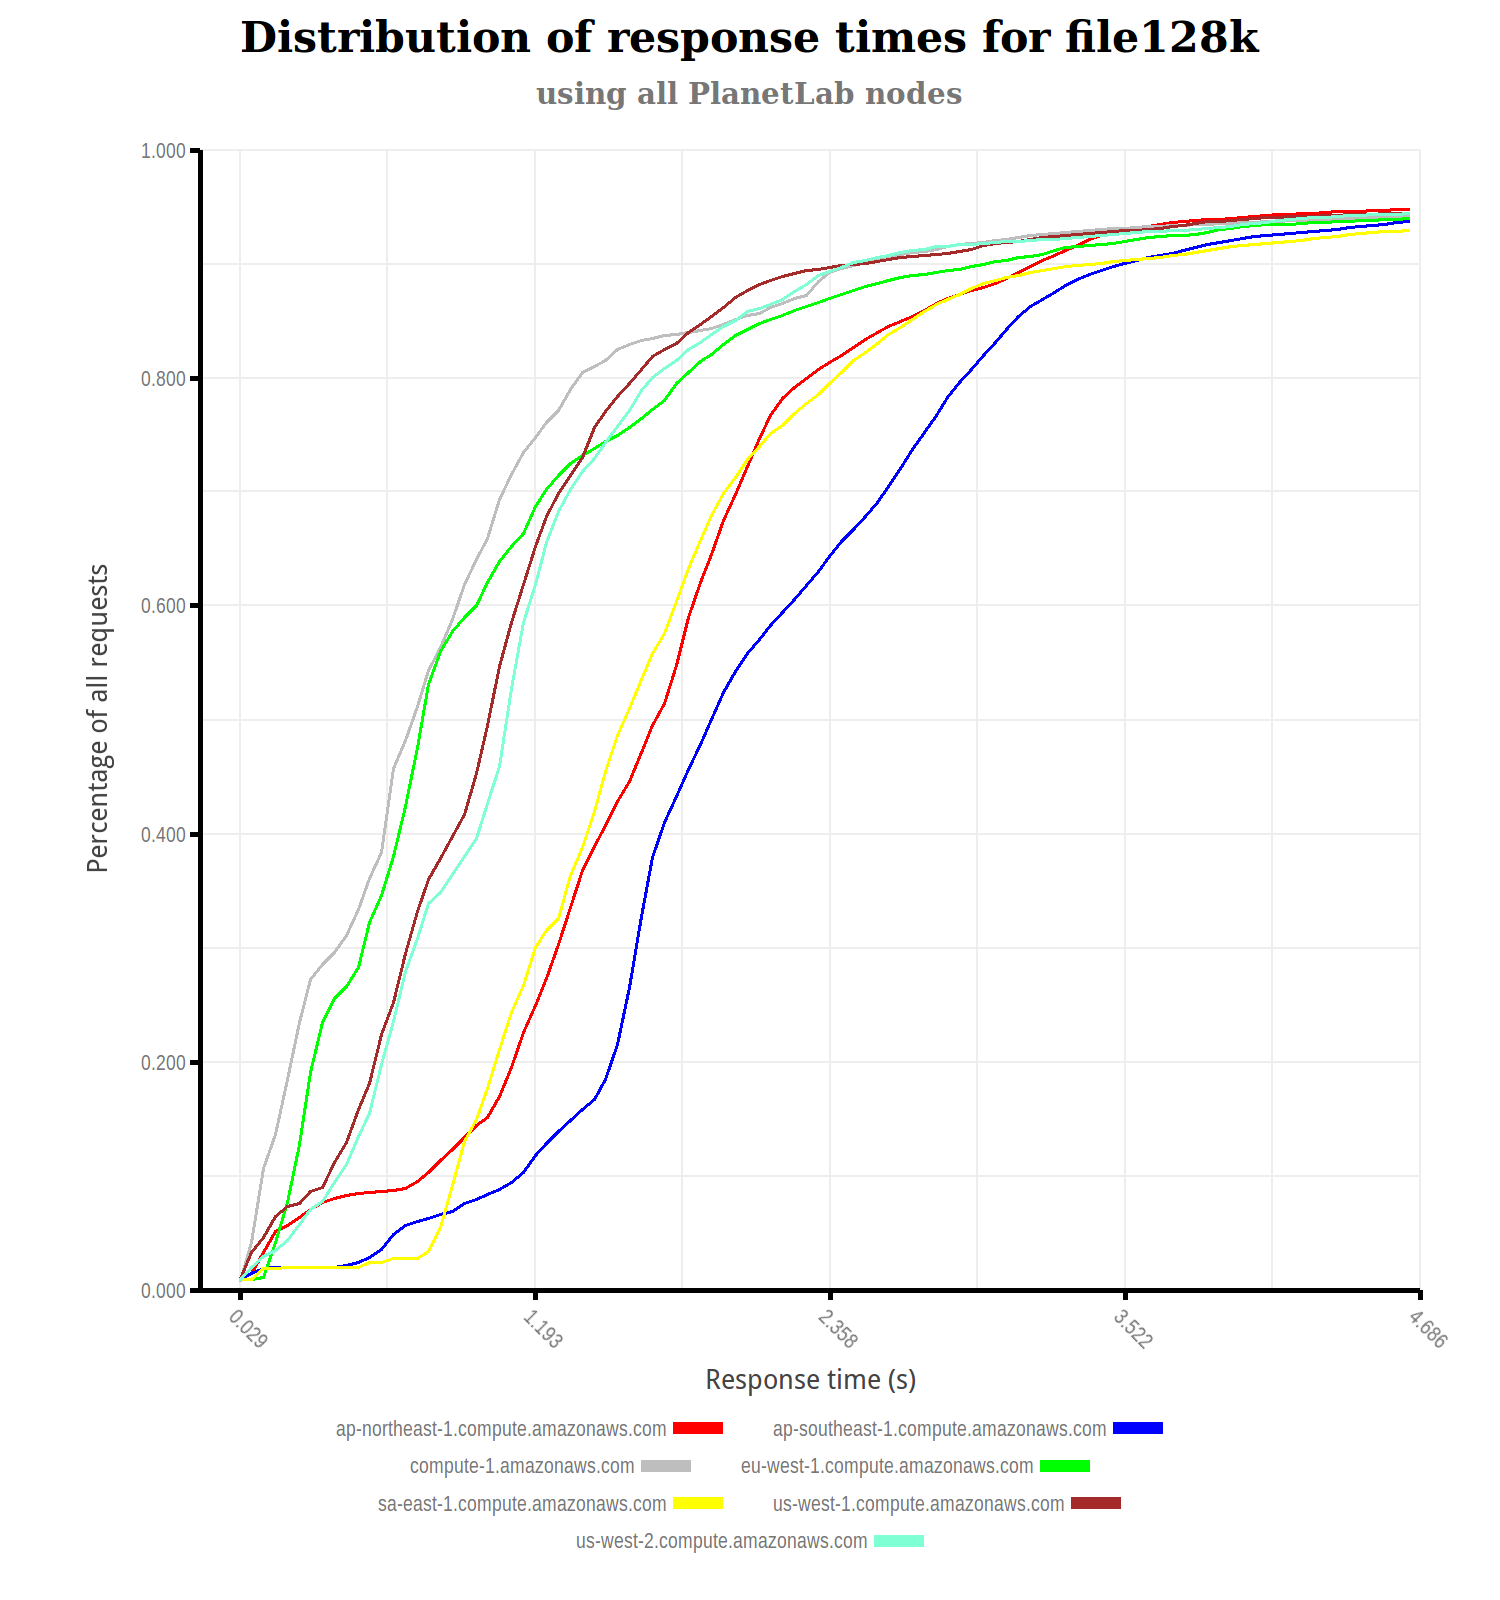 Distribution of response times for file128k
using all PlanetLab nodes
1.000
0.800
0.600
0.400
0.200
0.000
Percentage of all requests
0.029
1.193
2.358
3.522
4.686
Response time (s)
ap-northeast-1.compute.amazonaws.com
ap-southeast-1.compute.amazonaws.com
compute-1.amazonaws.com
eu-west-1.compute.amazonaws.com
sa-east-1.compute.amazonaws.com
us-west-1.compute.amazonaws.com
us-west-2.compute.amazonaws.com